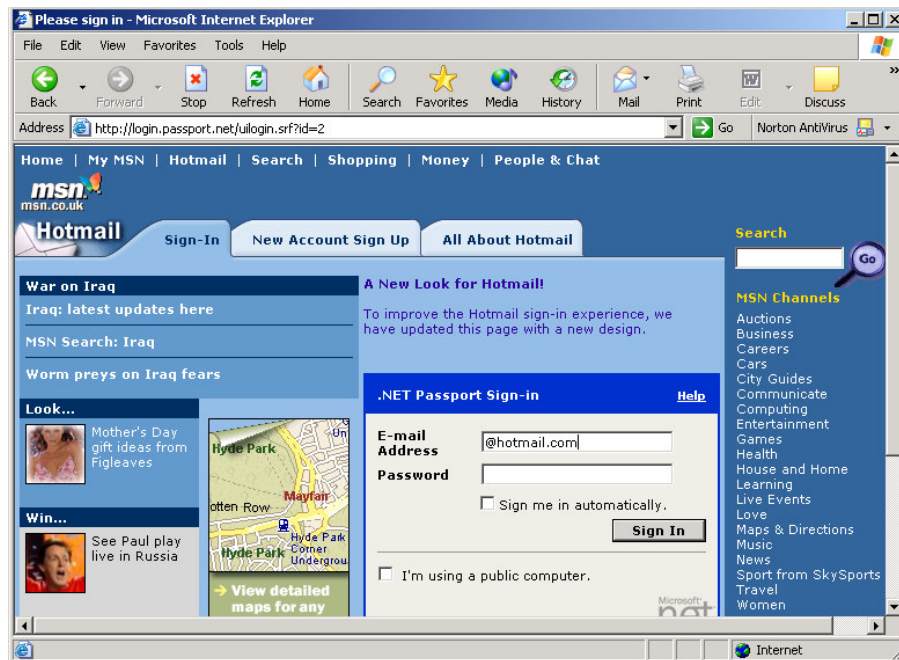 Please sign in - Microsoft Internet Explorer
File Edit View Favorites Tools Help
Back Forward Stop Refresh Home Search Favorites Media History Mail Print Edit Discuss
Address http://login.passport.net/uilogin.srf?id=2 Go Norton AntiVirus
Home | My MSN | Hotmail | Search | Shopping | Money | People & Chat
msn
msn.co.uk
Hotmail Sign-In New Account Sign Up All About Hotmail
War on Iraq
Iraq: latest updates here
MSN Search: Iraq
Worm preys on Iraq fears
Look...
Mother's Day
gift ideas from
Figleaves
Win...
See Paul play
live in Russia
Un
Hyde Park
Mayfair
otten Row
Hyde Park
Hyde Park
Corner
Undergrou
View detailed
maps for any
A New Look for Hotmail!
To improve the Hotmail sign-in experience, we
have updated this page with a new design.
.NET Passport Sign-in Help
E-mail
Address
@hotmail.com
Password
Sign me in automatically.
Sign In
I'm using a public computer.
Microsoft
net
Search
Go
MSN Channels
Auctions
Business
Careers
Cars
City Guides
Communicate
Computing
Entertainment
Games
Health
House and Home
Learning
Live Events
Love
Maps & Directions
Music
News
Sport from SkySports
Travel
Women
Internet